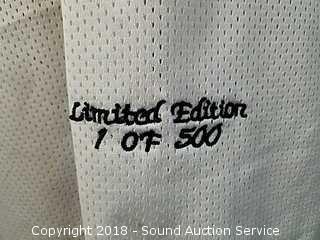 Limited Edition
1 OF 500
Copyright 2018 - Sound Auction Service